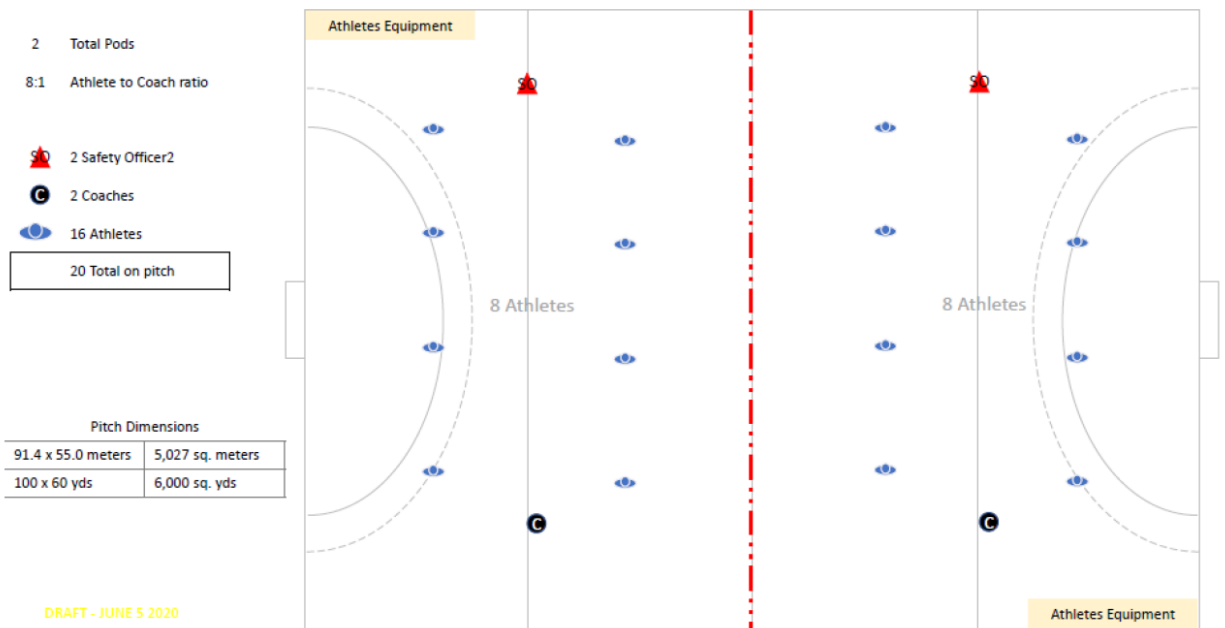 Athletes Equipment
2 Total Pods
8:1 Athlete to Coach ratio
SO
SO
SO 2 Safety Officer2
C 2 Coaches
16 Athletes
20 Total on pitch
8 Athletes
8 Athletes
Pitch Dimensions
91.4 x 55.0 meters 5,027 sq. meters
100 x 60 yds 6,000 sq. yds
C
C
DRAFT - JUNE 5 2020
Athletes Equipment